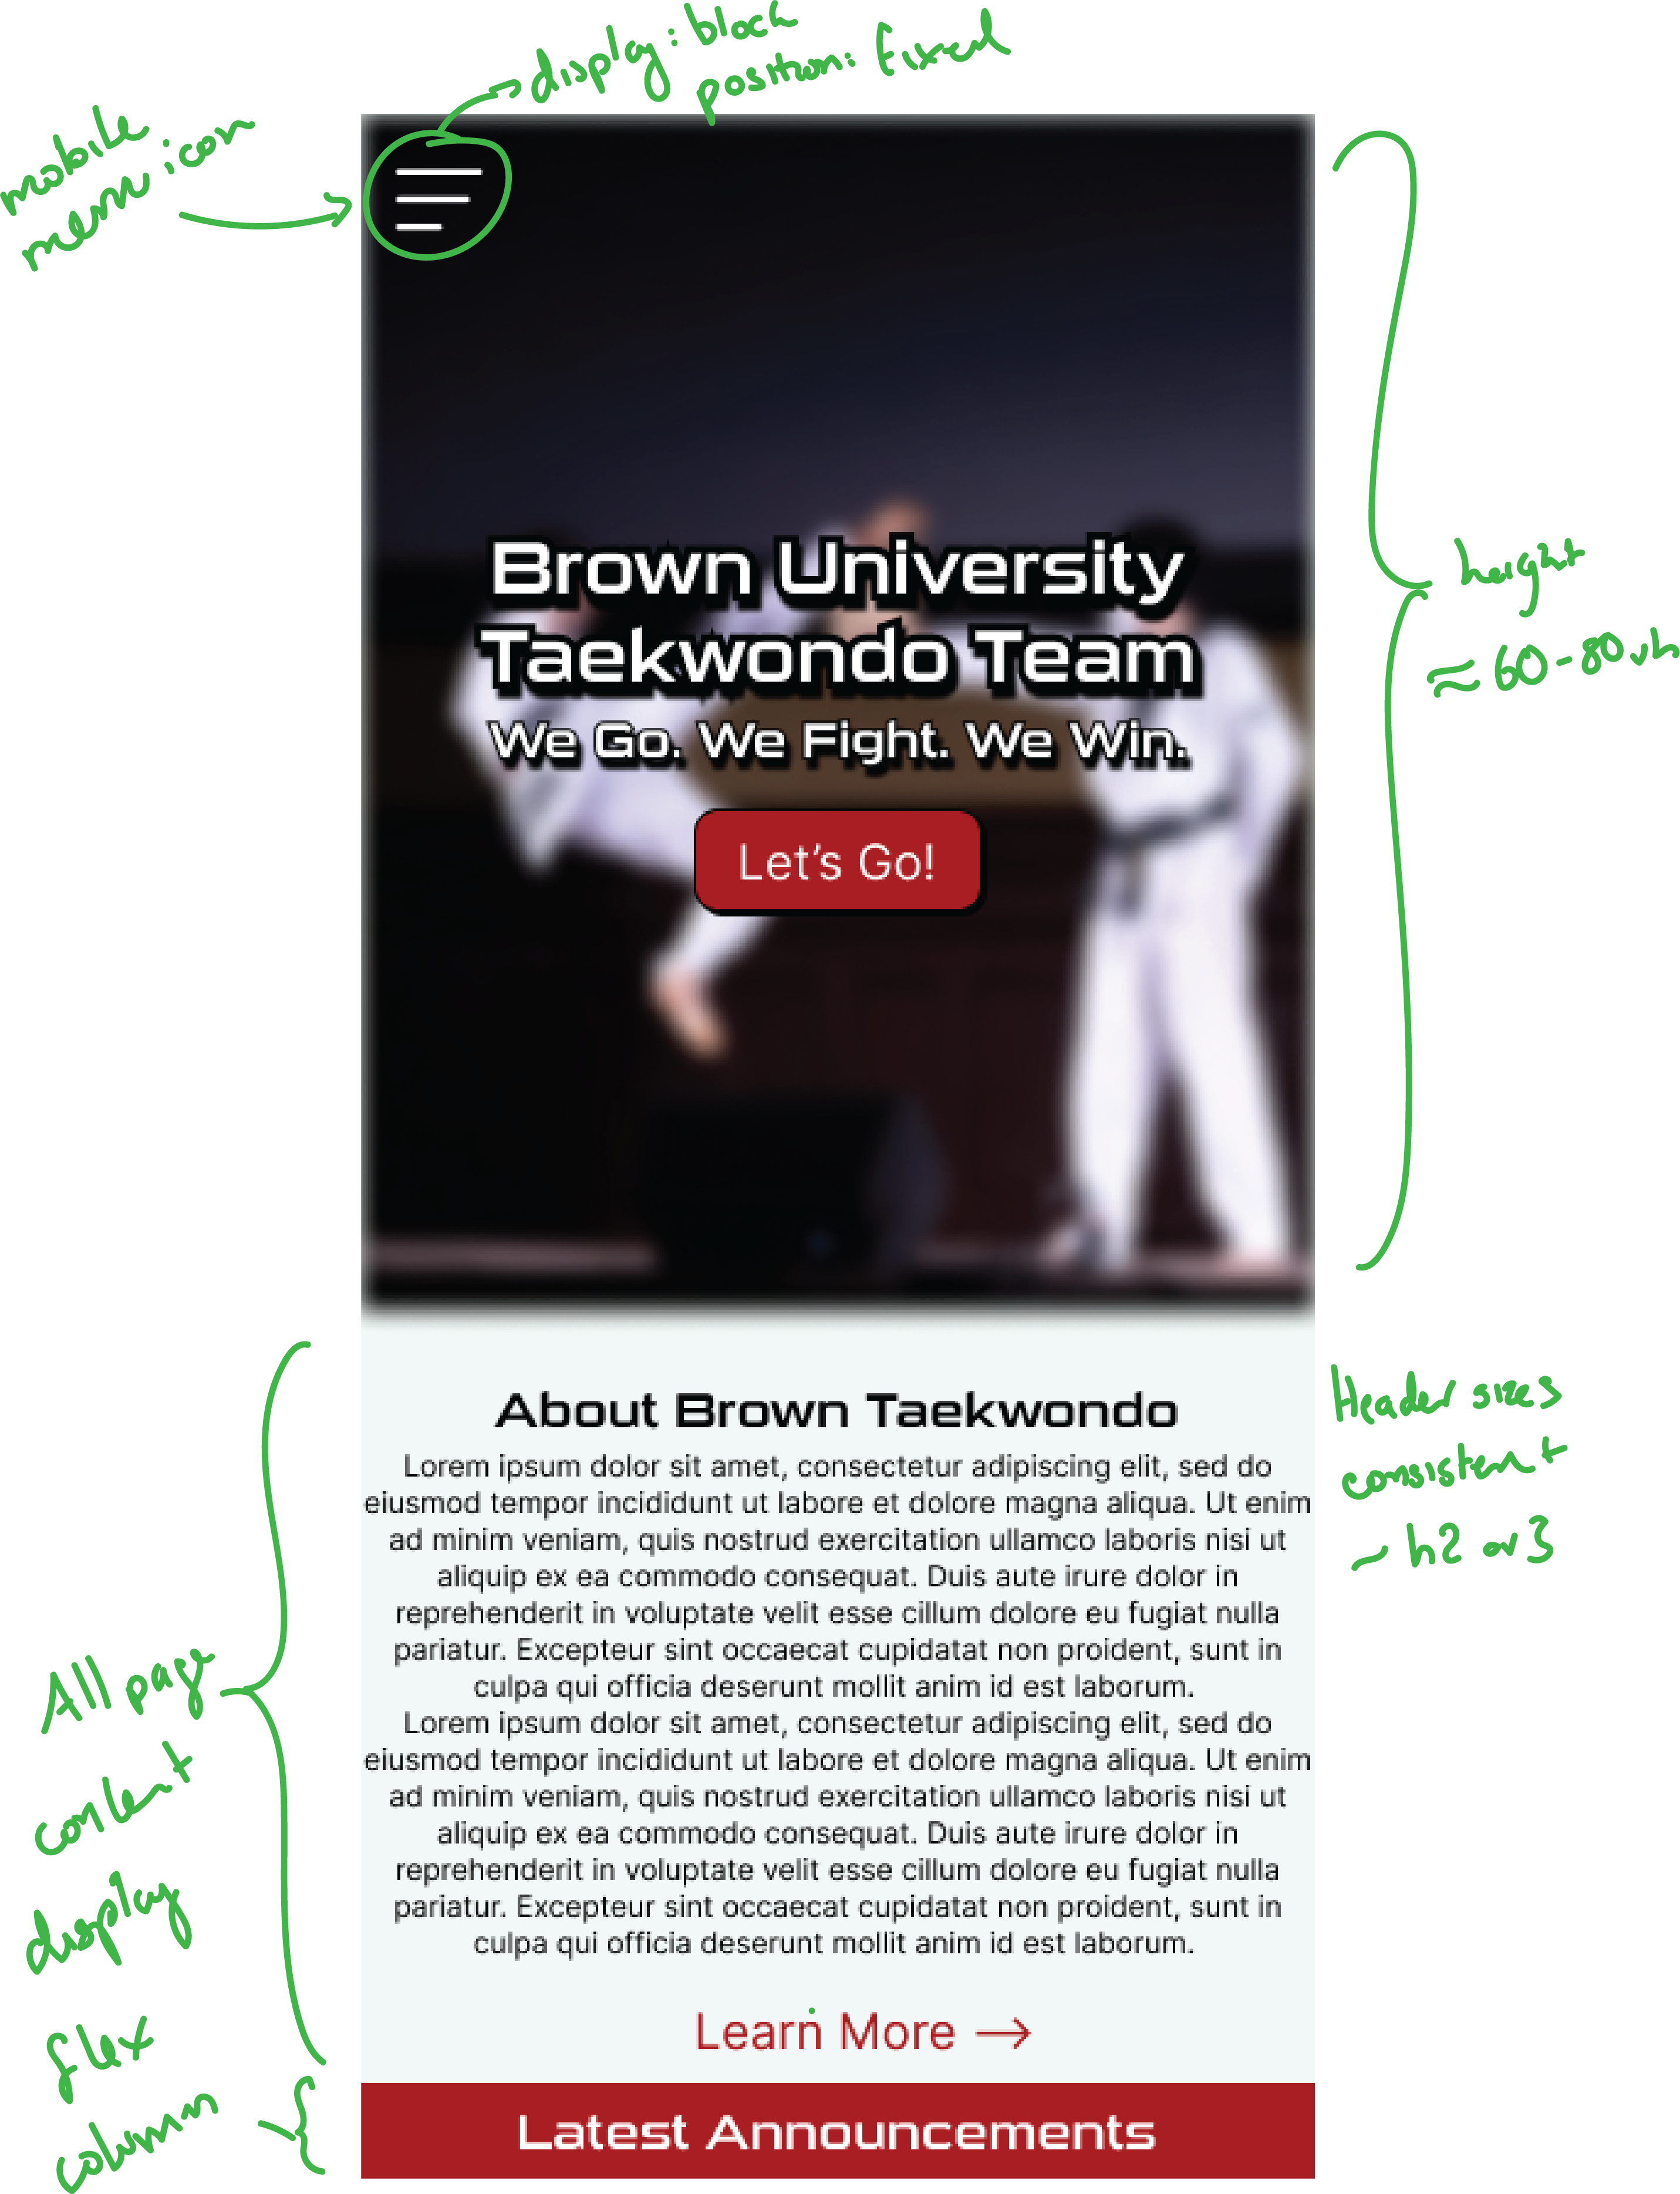 display: block
position: fixed
mobile
menu icon
Brown University
Taekwondo Team
We Go. We Fight. We Win.
Let's Go!
height
≈ 60-80 vh
About Brown Taekwondo
Lorem ipsum dolor sit amet, consectetur adipiscing elit, sed do
eiusmod tempor incididunt ut labore et dolore magna aliqua. Ut enim
ad minim veniam, quis nostrud exercitation ullamco laboris nisi ut
aliquip ex ea commodo consequat. Duis aute irure dolor in
reprehenderit in voluptate velit esse cillum dolore eu fugiat nulla
pariatur. Excepteur sint occaecat cupidatat non proident, sunt in
culpa qui officia deserunt mollit anim id est laborum.
Lorem ipsum dolor sit amet, consectetur adipiscing elit, sed do
eiusmod tempor incididunt ut labore et dolore magna aliqua. Ut enim
ad minim veniam, quis nostrud exercitation ullamco laboris nisi ut
aliquip ex ea commodo consequat. Duis aute irure dolor in
reprehenderit in voluptate velit esse cillum dolore eu fugiat nulla
pariatur. Excepteur sint occaecat cupidatat non proident, sunt in
culpa qui officia deserunt mollit anim id est laborum.
Header sizes
consistent
~ h2 or 3
All page
content
display
flex
column
Learn More →
Latest Announcements